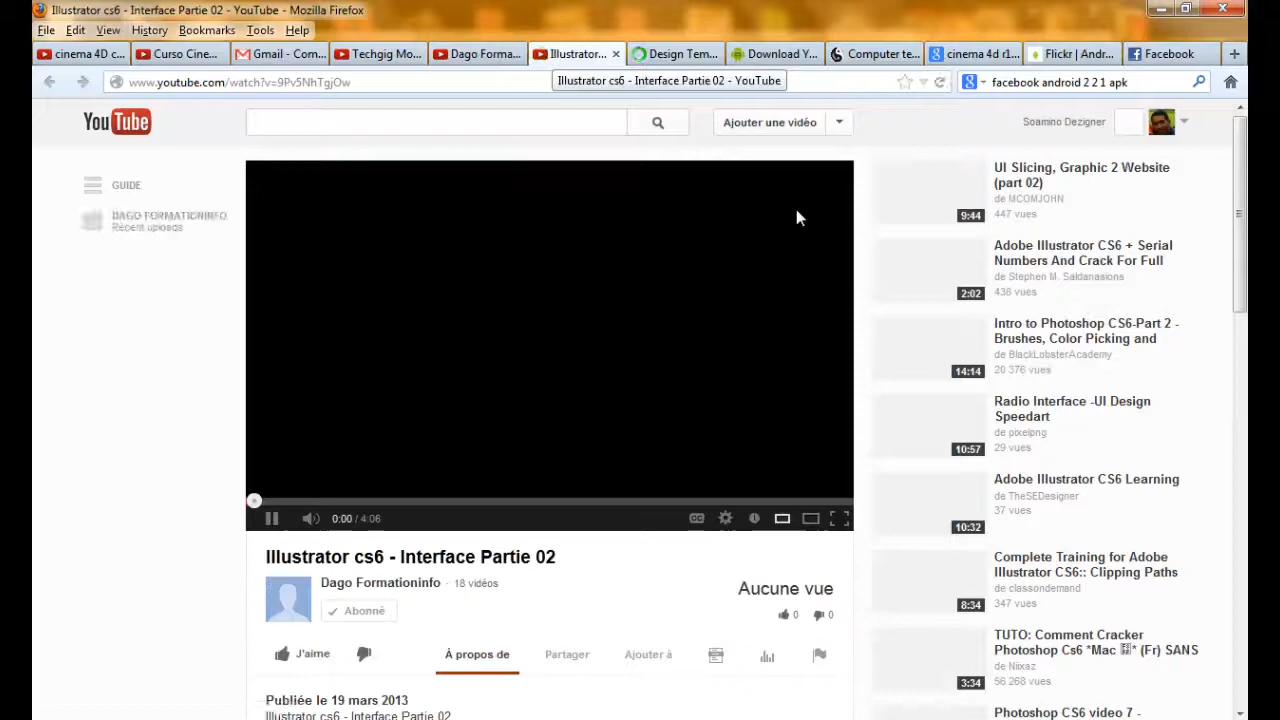 Illustrator cs6 - Interface Partie 02 - YouTube - Mozilla Firefox
File Edit View History Bookmarks Tools Help
cinema 4D c... Curso Cine... Gmail - Com... Techgig Mo... Dago Forma... Illustrator... Design Tem... Download Y... Computer te... cinema 4d r1... Flickr | Andr... Facebook
www.youtube.com/watch?v=9Pv5NhTgjOw
Illustrator cs6 - Interface Partie 02 - YouTube
facebook android 2 2 1 apk
YouTube
Ajouter une vidéo
Soamino Dezigner
GUIDE
DAGO FORMATIONINFO
Récent uploads
UI Slicing, Graphic 2 Website
(part 02)
de MCOMJOHN
447 vues
9:44
Adobe Illustrator CS6 + Serial
Numbers And Crack For Full
de Stephen M. Saldanasions
436 vues
2:02
Intro to Photoshop CS6-Part 2 -
Brushes, Color Picking and
de BlackLobsterAcademy
20 376 vues
14:14
Radio Interface -UI Design
Speedart
de pixelpng
29 vues
10:57
Adobe Illustrator CS6 Learning
de TheSEDesigner
37 vues
10:32
Complete Training for Adobe
Illustrator CS6:: Clipping Paths
de classondemand
347 vues
8:34
TUTO: Comment Cracker
Photoshop Cs6 *Mac * (Fr) SANS
de Niixaz
56 268 vues
3:34
Photoshop CS6 video 7 -
0:00 / 4:06
CC
Illustrator cs6 - Interface Partie 02
Dago Formationinfo · 18 vidéos
Abonné
Aucune vue
0 0
J'aime
À propos de Partager Ajouter à
Publiée le 19 mars 2013
Illustrator cs6 - Interface Partie 02